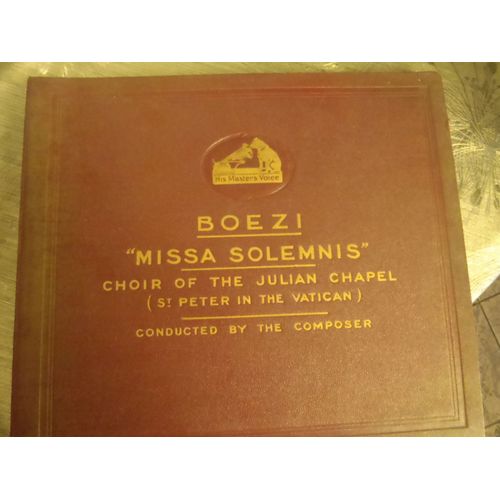 His Master's Voice
BOEZI
"MISSA SOLEMNIS"
CHOIR OF THE JULIAN CHAPEL
(ST PETER IN THE VATICAN)
CONDUCTED BY THE COMPOSER